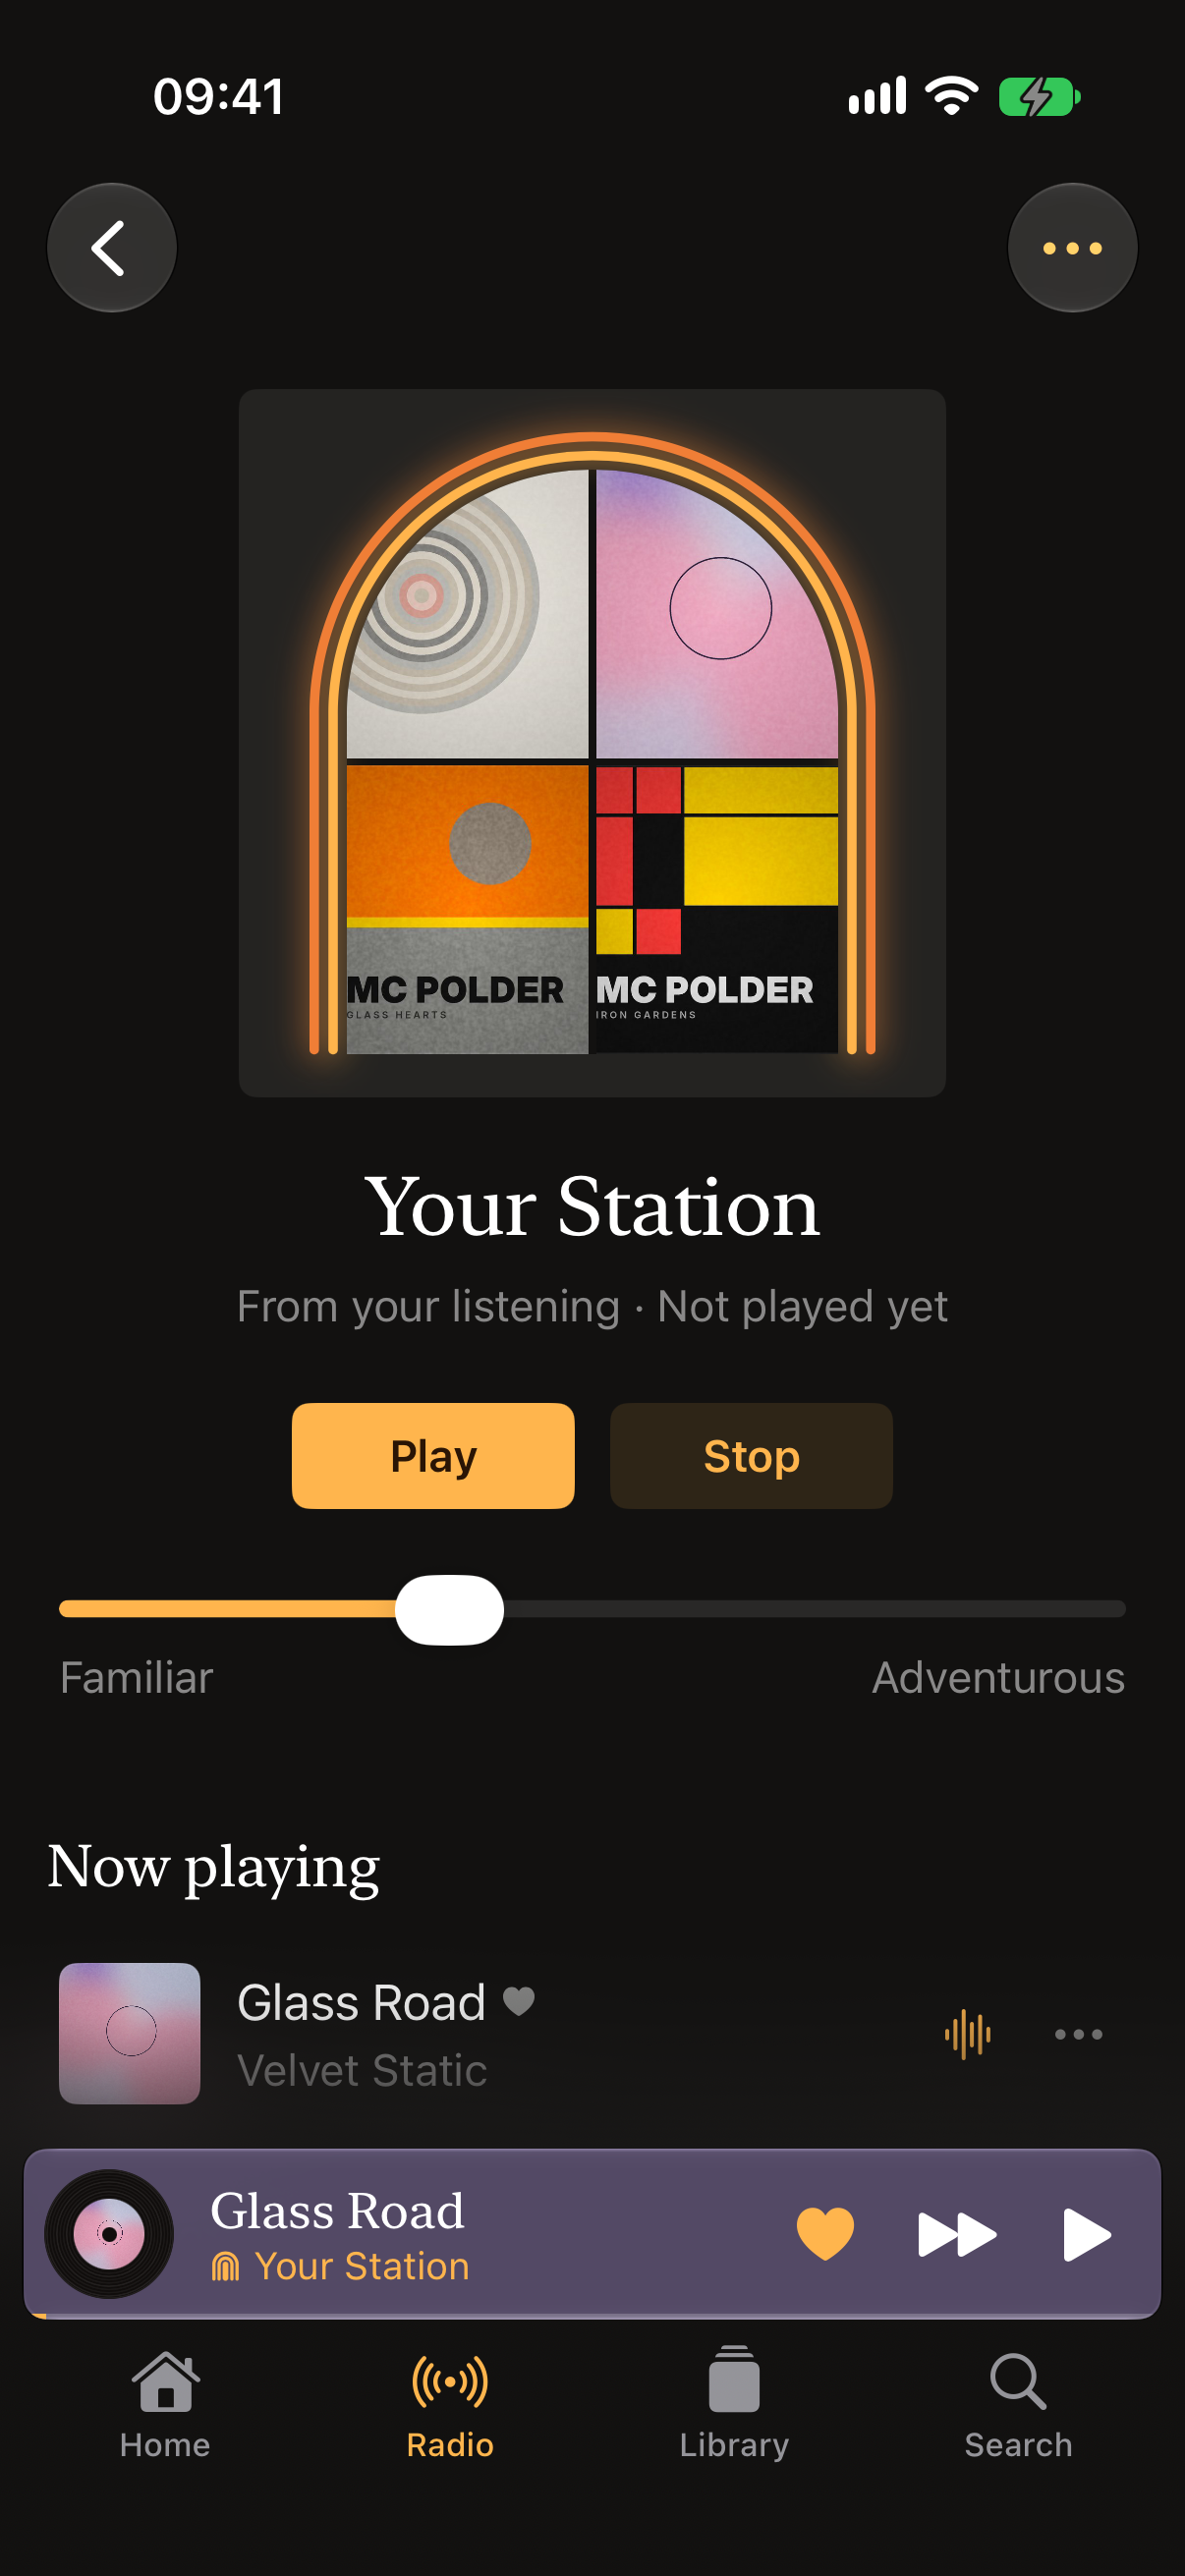 09:41
MC POLDER
GLASS HEARTS
MC POLDER
IRON GARDENS
Your Station
From your listening · Not played yet
Play
Stop
Familiar
Adventurous
Now playing
Glass Road
Velvet Static
Glass Road
Your Station
Home
Radio
Library
Search